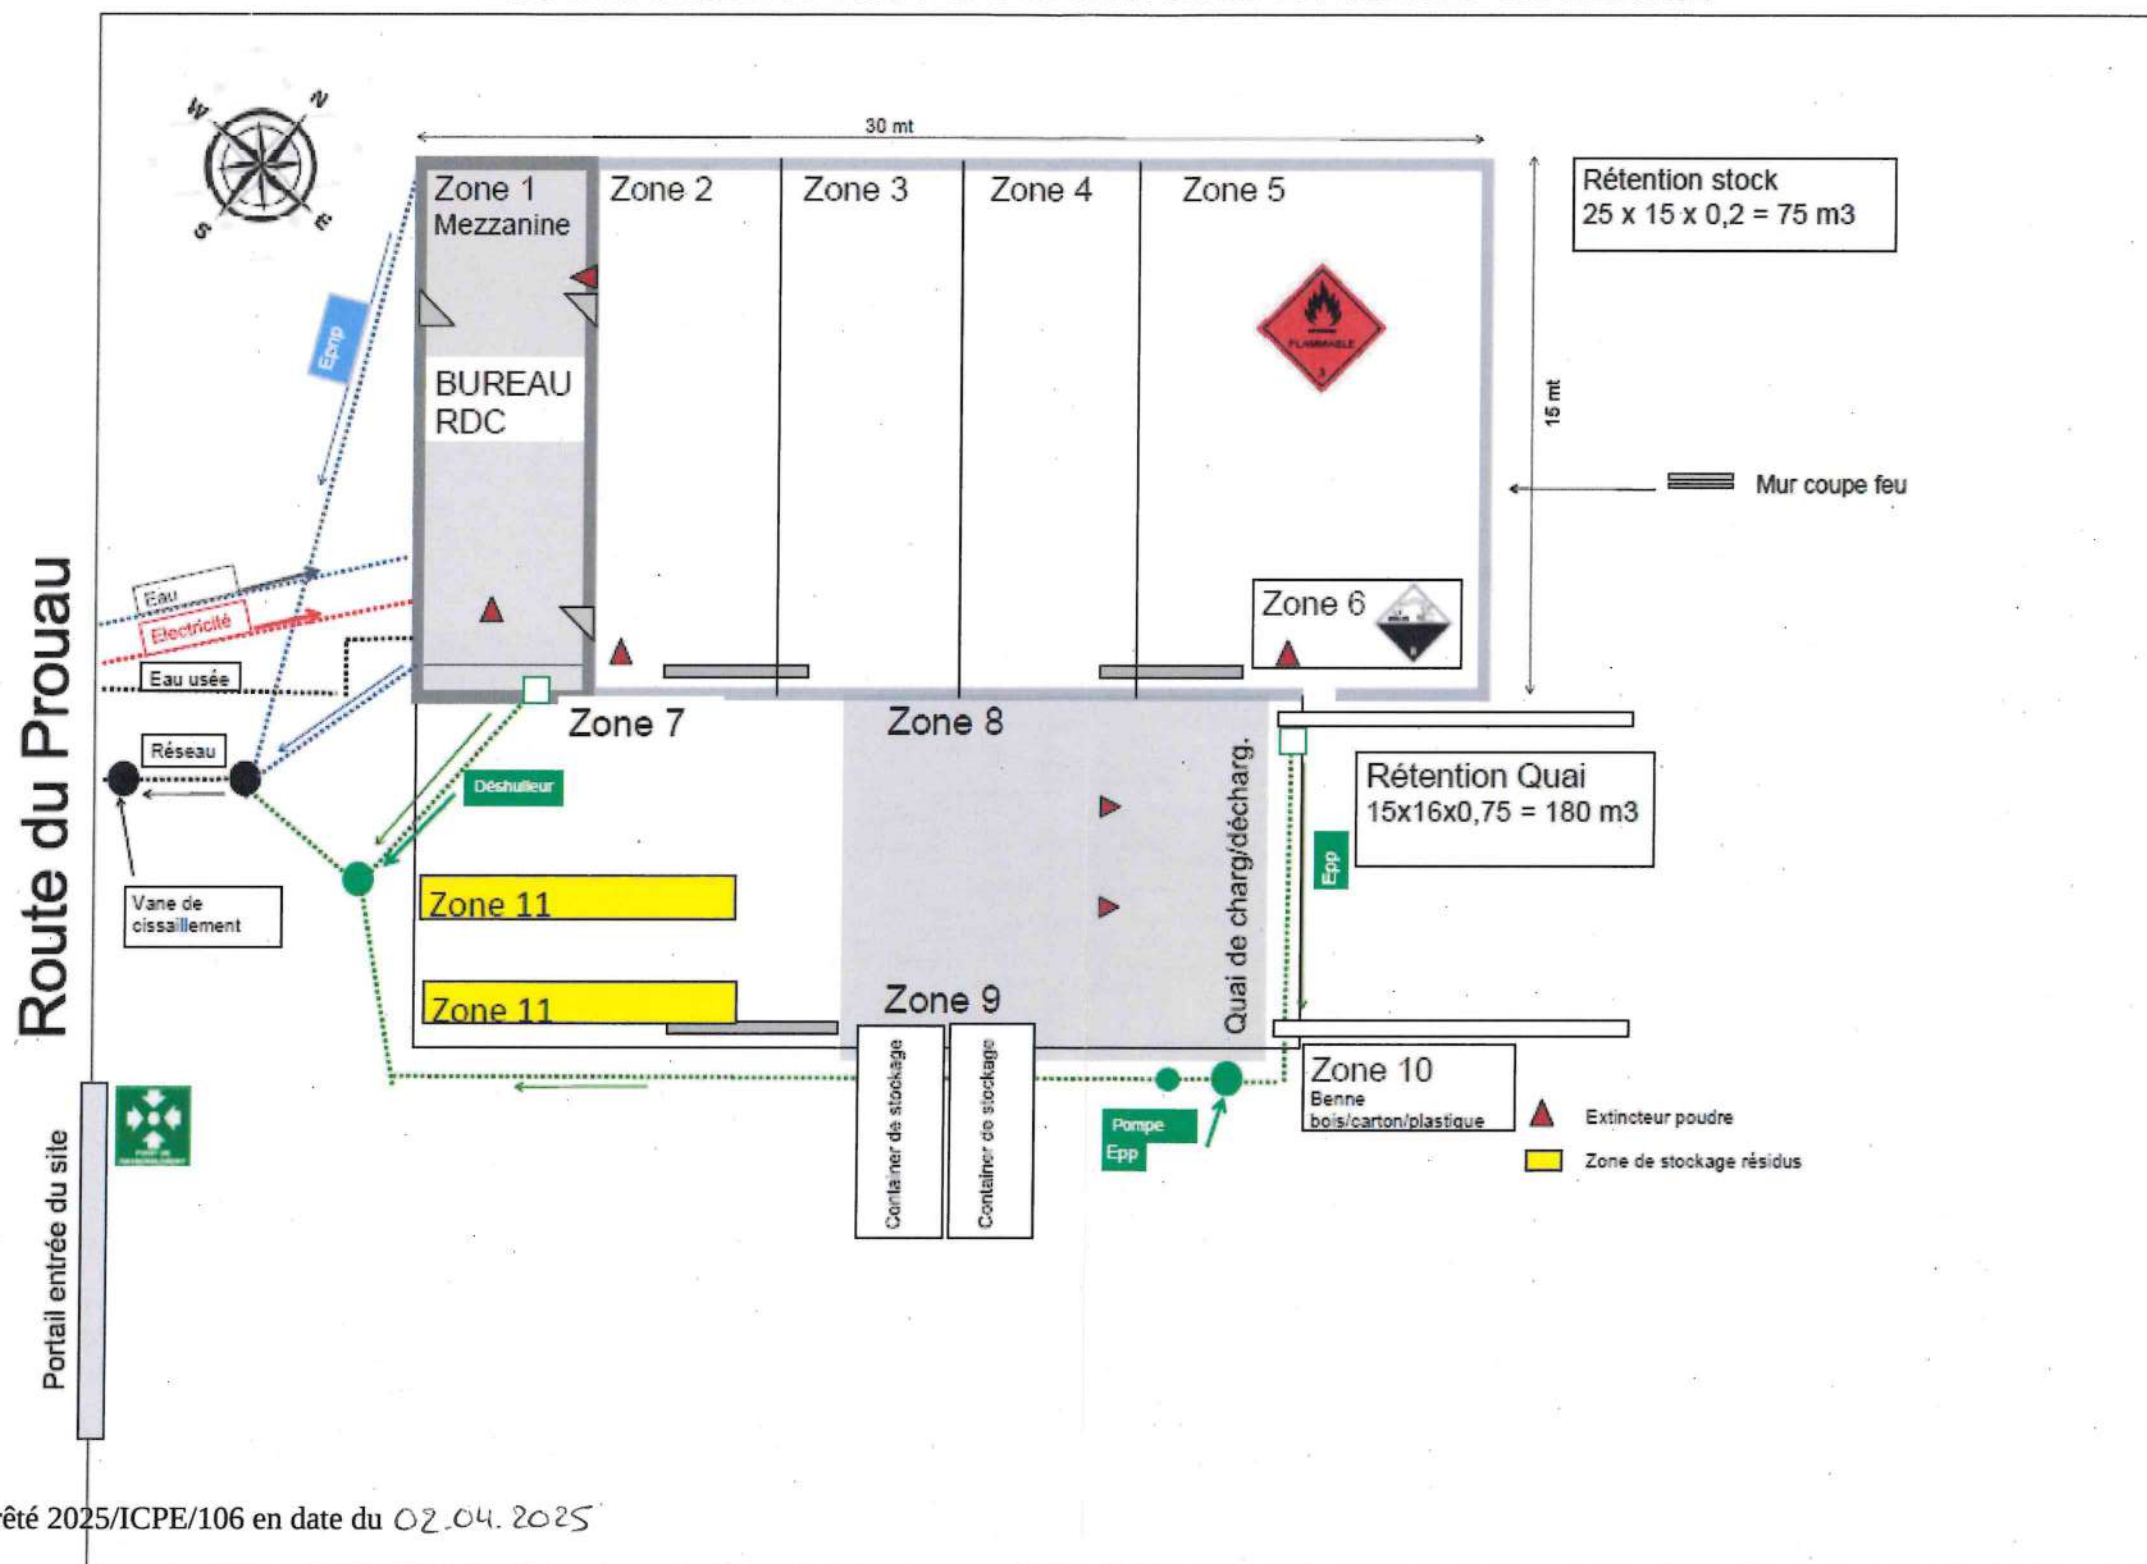 N
W
S
E
30 mt
Zone 1
Mezzanine
Zone 2
Zone 3
Zone 4
Zone 5
Rétention stock
25 x 15 x 0,2 = 75 m3
FLAMMABLE
3
Epnp
BUREAU
RDC
15 mt
Mur coupe feu
Eau
Electricité
Eau usée
Zone 6
8
Route du Prouau
Réseau
Zone 7
Zone 8
Quai de charg/décharg.
Déshuileur
Rétention Quai
15x16x0,75 = 180 m3
Epp
Vane de
cissaillement
Zone 11
Zone 11
Zone 9
Container de stockage
Container de stockage
Zone 10
Benne
bois/carton/plastique
Pompe
Epp
Extincteur poudre
Zone de stockage résidus
Portail entrée du site
rêté 2025/ICPE/106 en date du 02.04.2025